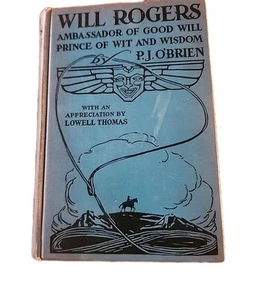 WILL ROGERS
AMBASSADOR OF GOOD WILL
PRINCE OF WIT AND WISDOM
by
P.J. O'BRIEN
WITH AN
APPRECIATION BY
LOWELL THOMAS